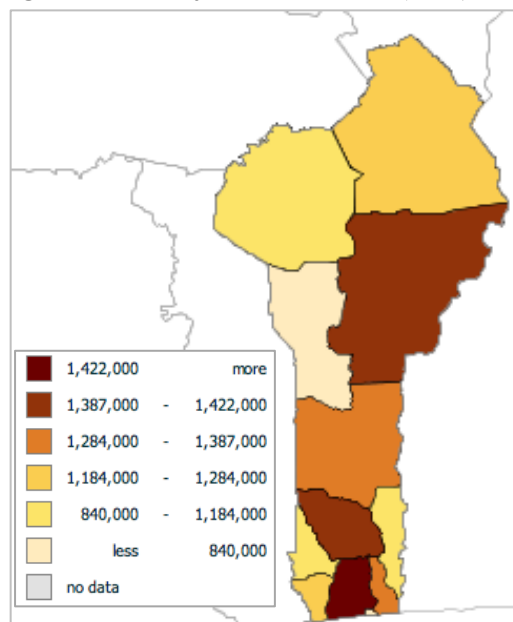 1,422,000 more
1,387,000 - 1,422,000
1,284,000 - 1,387,000
1,184,000 - 1,284,000
840,000 - 1,184,000
less 840,000
no data